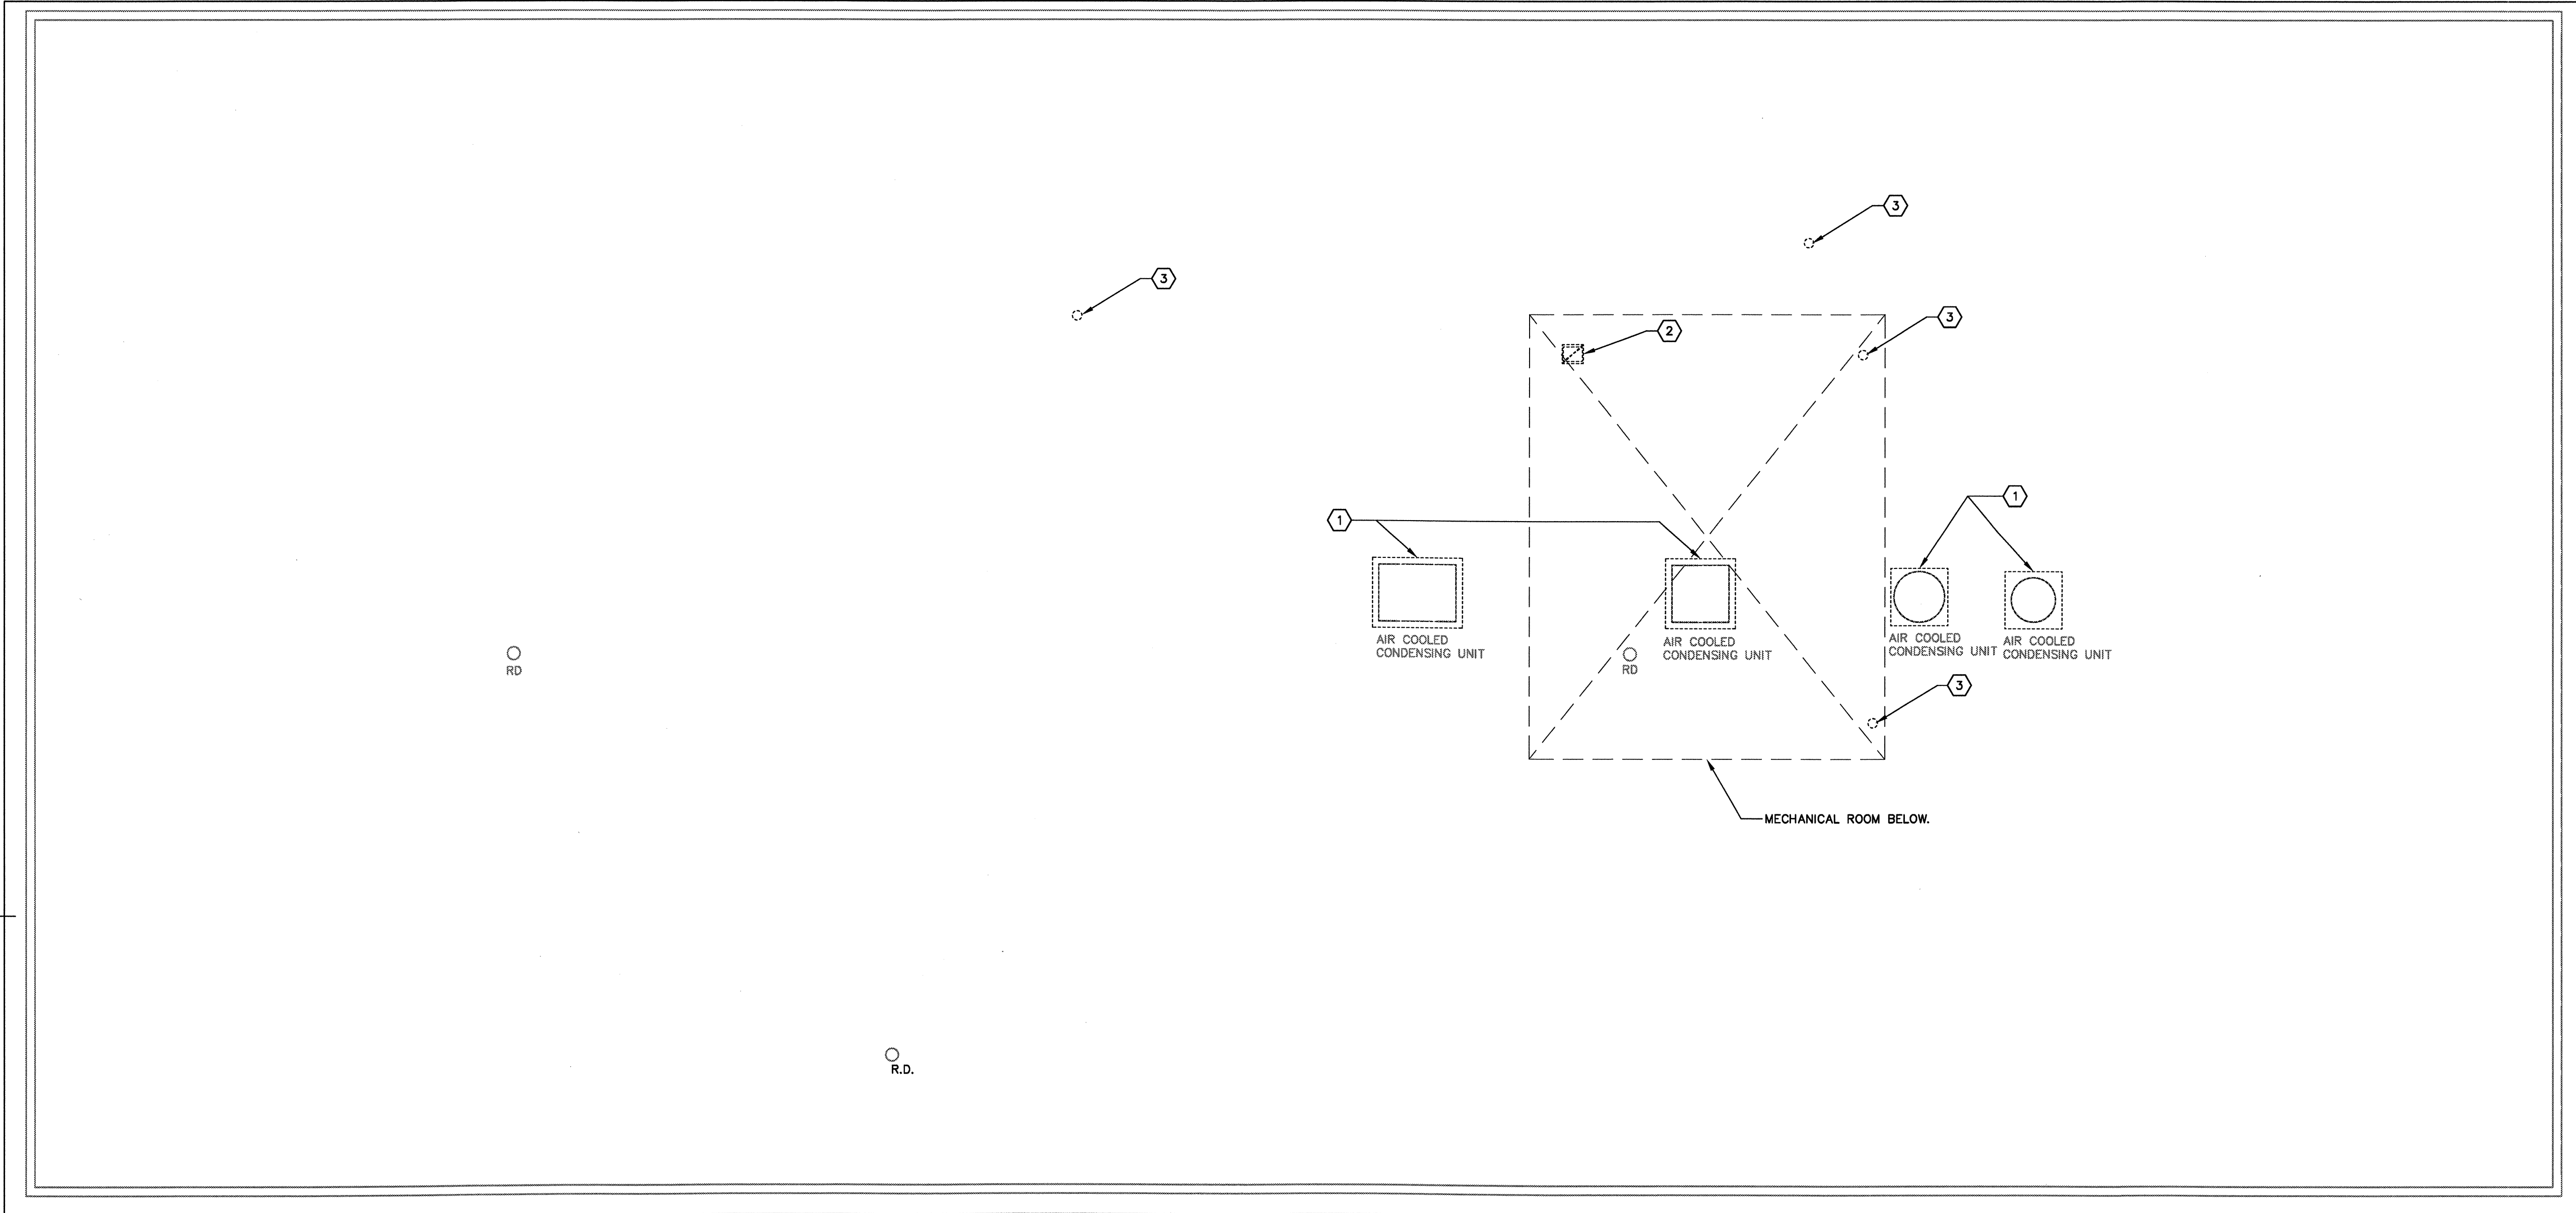 3
3
3
2
1
1
AIR COOLED
CONDENSING UNIT
AIR COOLED
CONDENSING UNIT
AIR COOLED
CONDENSING UNIT
AIR COOLED
CONDENSING UNIT
RD
RD
3
MECHANICAL ROOM BELOW.
R.D.